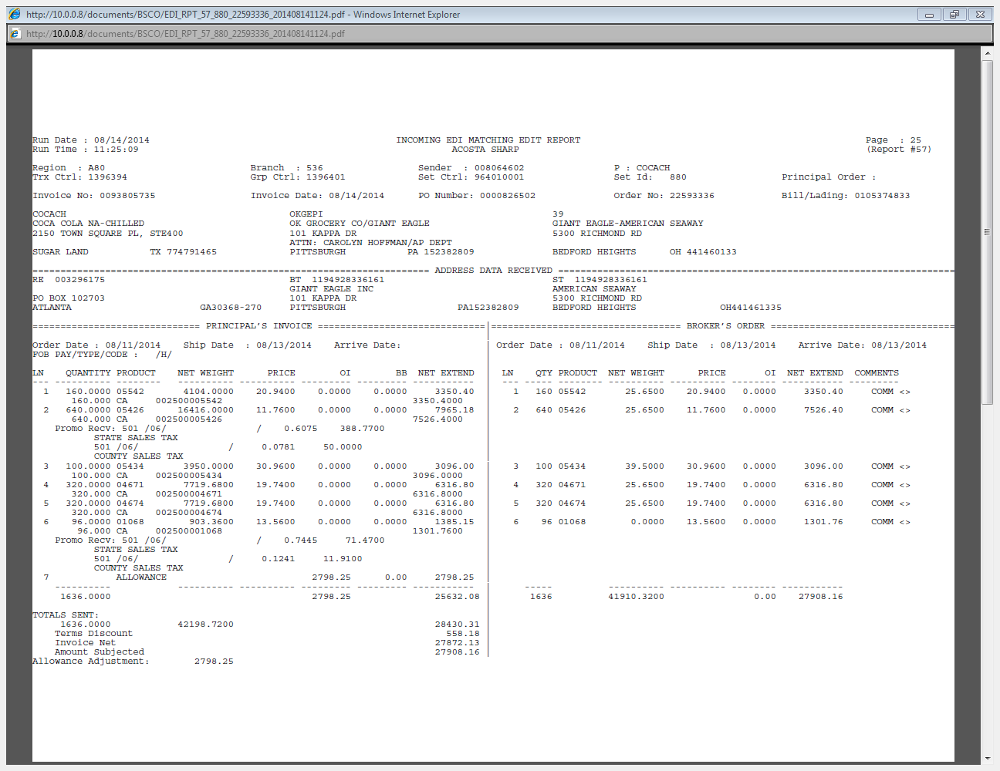 http://10.0.0.8/documents/BSCO/EDI_RPT_57_880_22593336_201408141124.pdf - Windows Internet Explorer
http://10.0.0.8/documents/BSCO/EDI_RPT_57_880_22593336_201408141124.pdf
Run Date : 08/14/2014 INCOMING EDI MATCHING EDIT REPORT Page : 25
Run Time : 11:25:09 ACOSTA SHARP (Report #57)
Region : A80 Branch : 536 Sender : 008064602 P : COCACH
Trx Ctrl: 1396394 Grp Ctrl: 1396401 Set Ctrl: 964010001 Set Id: 880 Principal Order :
Invoice No: 0093805735 Invoice Date: 08/14/2014 PO Number: 0000826502 Order No: 22593336 Bill/Lading: 0105374833
COCACH OKGEPI 39
COCA COLA NA-CHILLED OK GROCERY CO/GIANT EAGLE GIANT EAGLE-AMERICAN SEAWAY
2150 TOWN SQUARE PL, STE400 101 KAPPA DR 5300 RICHMOND RD
ATTN: CAROLYN HOFFMAN/AP DEPT
SUGAR LAND TX 774791465 PITTSBURGH PA 152382809 BEDFORD HEIGHTS OH 441460133
======================================================================= ADDRESS DATA RECEIVED =======================================================================
RE 003296175 BT 1194928336161 ST 1194928336161
GIANT EAGLE INC AMERICAN SEAWAY
PO BOX 102703 101 KAPPA DR 5300 RICHMOND RD
ATLANTA GA30368-270 PITTSBURGH PA152382809 BEDFORD HEIGHTS OH441461335
============================== PRINCIPAL'S INVOICE ============================== ================================== BROKER'S ORDER =================================
Order Date : 08/11/2014 Ship Date : 08/13/2014 Arrive Date: Order Date : 08/11/2014 Ship Date : 08/13/2014 Arrive Date: 08/13/2014
FOB PAY/TYPE/CODE : /H/
LN QUANTITY PRODUCT NET WEIGHT PRICE OI BB NET EXTEND LN QTY PRODUCT NET WEIGHT PRICE OI NET EXTEND COMMENTS
--- ---------- -------- ---------- ---------- --------- --------- ----------- --- ----- ------- ---------- ---------- -------- ----------- ---------
1 160.0000 05542 4104.0000 20.9400 0.0000 0.0000 3350.40 1 160 05542 25.6500 20.9400 0.0000 3350.40 COMM <>
160.000 CA 002500005542 3350.4000
2 640.0000 05426 16416.0000 11.7600 0.0000 0.0000 7965.18 2 640 05426 25.6500 11.7600 0.0000 7526.40 COMM <>
640.000 CA 002500005426 7526.4000
Promo Recv: 501 /06/ / 0.6075 388.7700
STATE SALES TAX
501 /06/ / 0.0781 50.0000
COUNTY SALES TAX
3 100.0000 05434 3950.0000 30.9600 0.0000 0.0000 3096.00 3 100 05434 39.5000 30.9600 0.0000 3096.00 COMM <>
100.000 CA 002500005434 3096.0000
4 320.0000 04671 7719.6800 19.7400 0.0000 0.0000 6316.80 4 320 04671 25.6500 19.7400 0.0000 6316.80 COMM <>
320.000 CA 002500004671 6316.8000
5 320.0000 04674 7719.6800 19.7400 0.0000 0.0000 6316.80 5 320 04674 25.6500 19.7400 0.0000 6316.80 COMM <>
320.000 CA 002500004674 6316.8000
6 96.0000 01068 903.3600 13.5600 0.0000 0.0000 1385.15 6 96 01068 0.0000 13.5600 0.0000 1301.76 COMM <>
96.000 CA 002500001068 1301.7600
Promo Recv: 501 /06/ / 0.7445 71.4700
STATE SALES TAX
501 /06/ / 0.1241 11.9100
COUNTY SALES TAX
7 ALLOWANCE 2798.25 0.00 2798.25
---------- ---------- ---------- --------- --------- ----------- ----- ---------- ---------- -------- -----------
1636.0000 2798.25 25632.08 1636 41910.3200 0.00 27908.16
TOTALS SENT:
1636.0000 42198.7200 28430.31
Terms Discount 558.18
Invoice Net 27872.13
Amount Subjected 27908.16
Allowance Adjustment: 2798.25